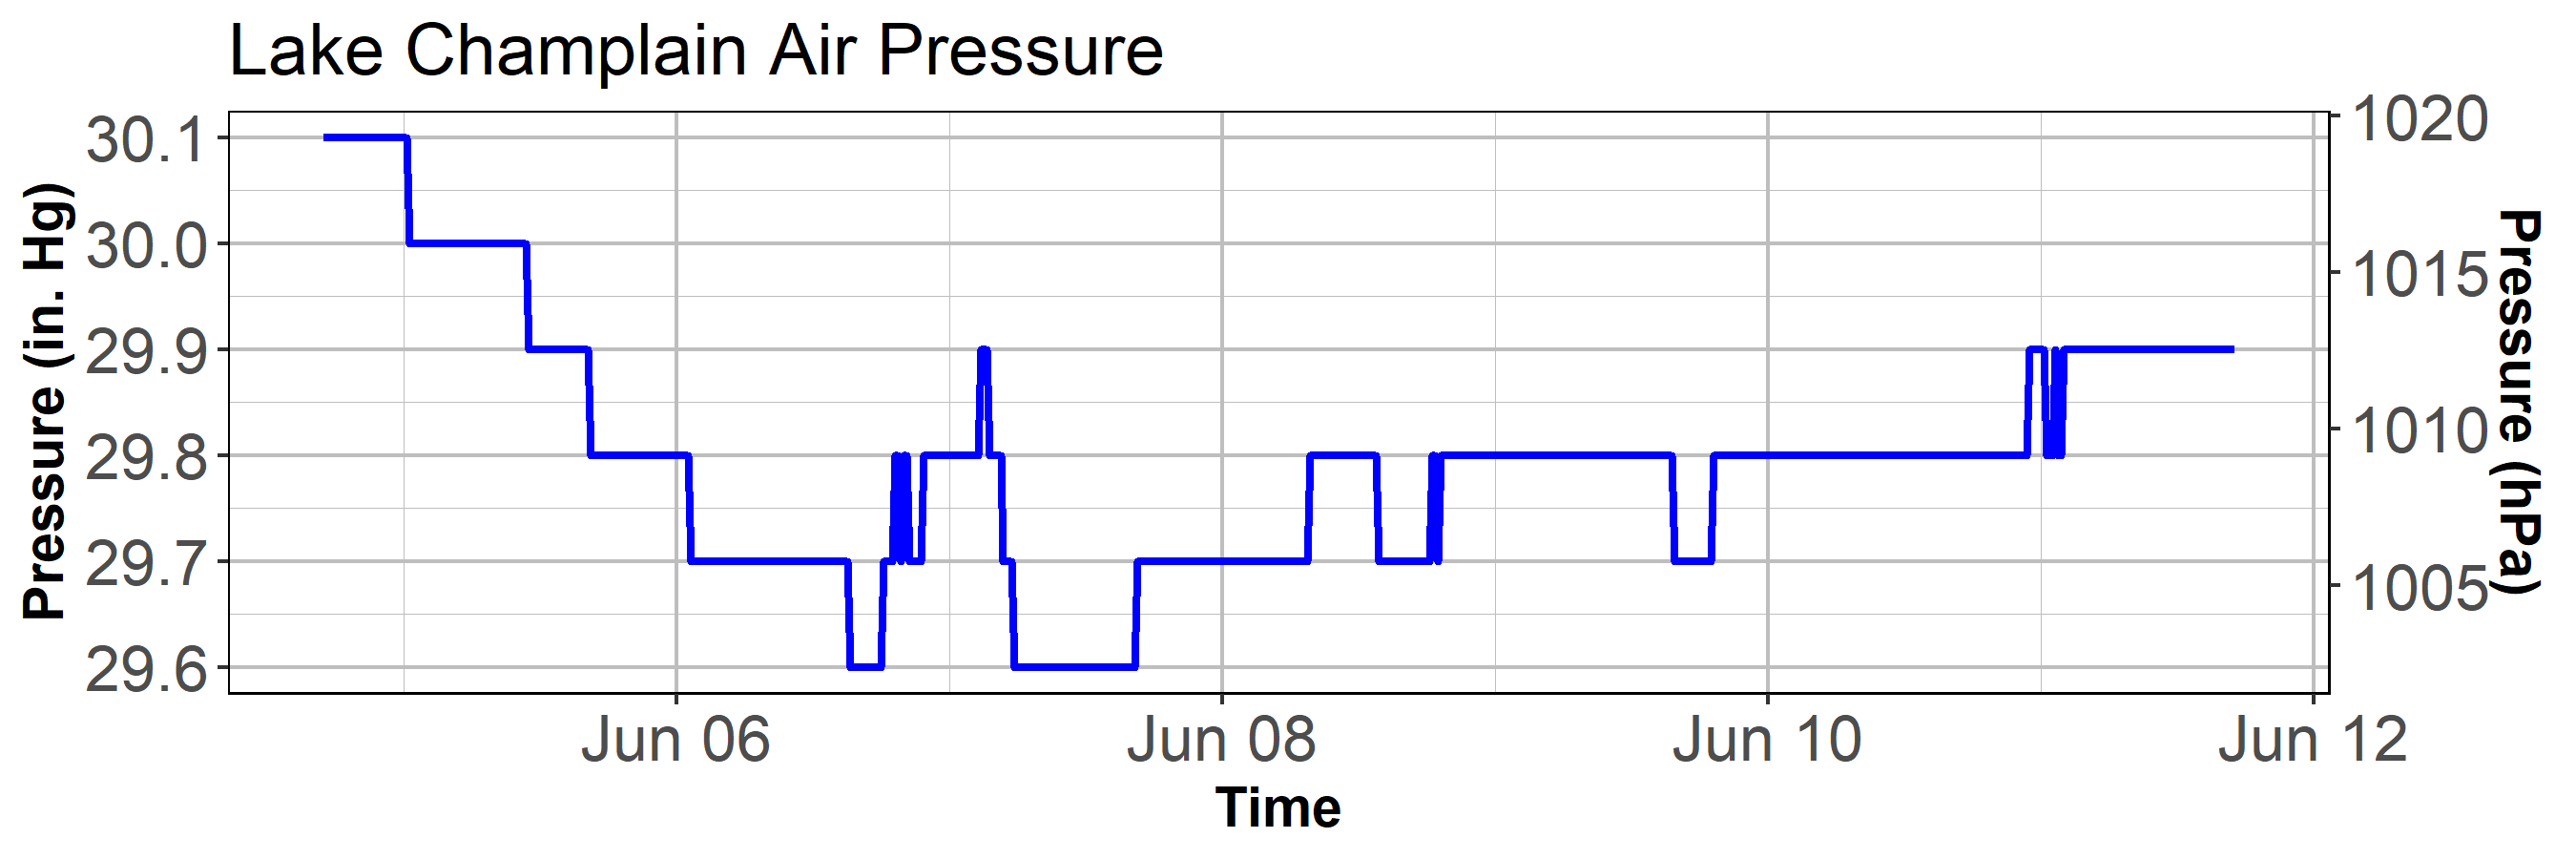 Lake Champlain Air Pressure
30.1
30.0
29.9
29.8
29.7
29.6
Pressure (in. Hg)
1020
1015
1010
1005
Pressure (hPa)
Jun 06 Jun 08 Jun 10 Jun 12
Time